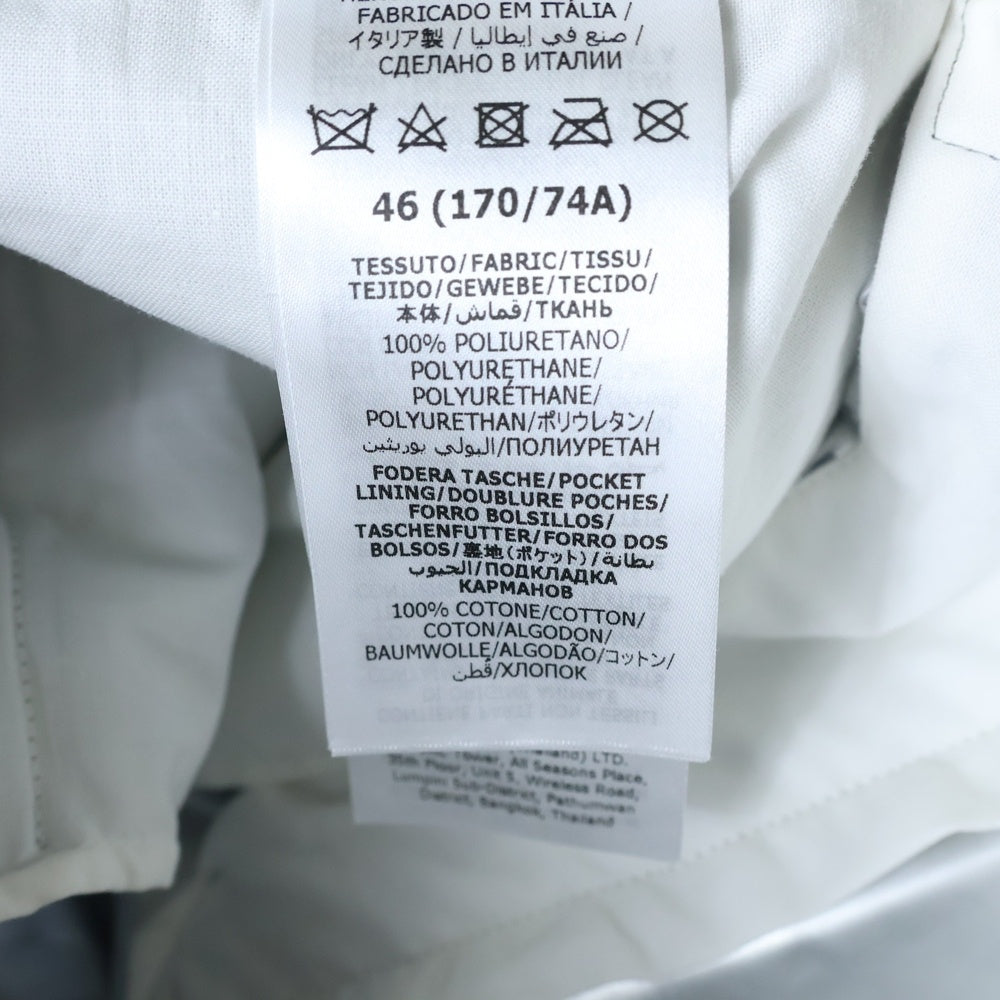 FABRICADO EM ITÁLIA /
イタリア製 / صنع في إيطاليا /
СДЕЛАНО В ИТАЛИИ
46 (170/74A)
TESSUTO/FABRIC/TISSU/
TEJIDO/GEWEBE/TECIDO/
本体/قماش/ТКАНЬ
100% POLIURETANO/
POLYURETHANE/
POLYURÉTHANE/
POLYURETHAN/ポリウレタン/
البولي يوريثين/ПОЛИУРЕТАН
FODERA TASCHE/POCKET
LINING/DOUBLURE POCHES/
FORRO BOLSILLOS/
TASCHENFUTTER/FORRO DOS
BOLSOS/裏地(ポケット)/بطانة
الجيوب/ПОДКЛАДКА
КАРМАНОВ
100% COTONE/COTTON/
COTON/ALGODON/
BAUMWOLLE/ALGODÃO/コットン/
قطن/ХЛОПОК
LTD.
35th Floor, Unit 5, Wireless Road,
Lumpini Sub-District, Pathumwan
District, Bangkok, Thailand